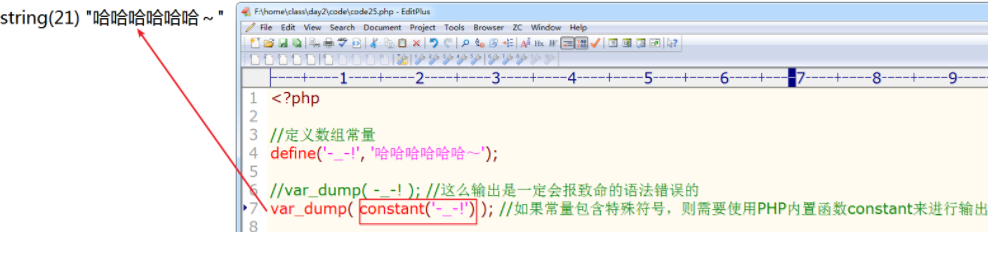 string(21) "哈哈哈哈哈哈～"
F:\home\class\day2\code\code25.php - EditPlus
File Edit View Search Document Project Tools Browser ZC Window Help
----+----1----+----2----+----3----+----4----+----5----+----6----+----7----+----8----+----9----
1 <?php
2
3 //定义数组常量
4 define('-_-!', '哈哈哈哈哈哈～');
5
6 //var_dump( -_-! ); //这么输出是一定会报致命的语法错误的
7 var_dump( constant('-_-!') ); //如果常量包含特殊符号，则需要使用PHP内置函数constant来进行输出
8